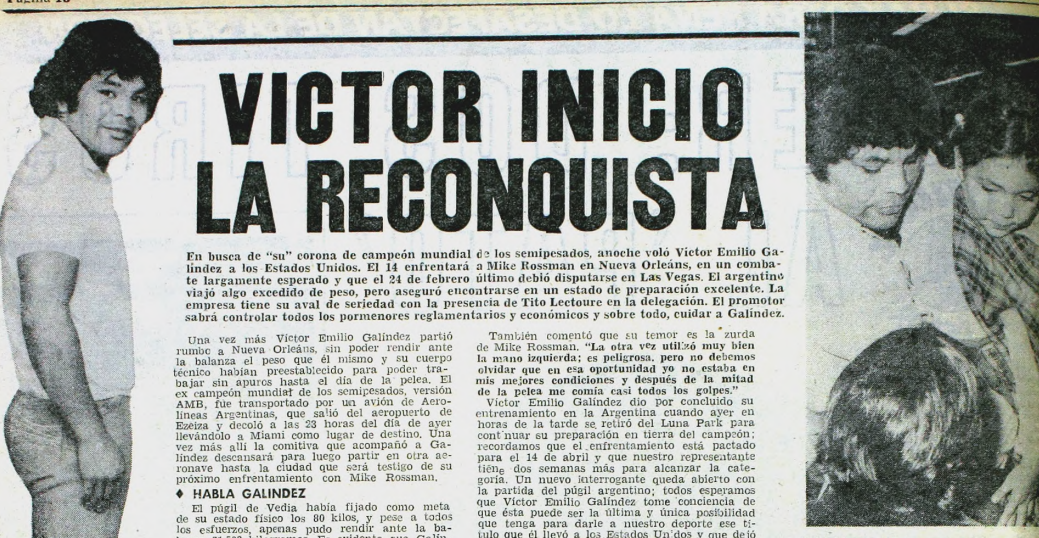 Página 18
VICTOR INICIO
LA RECONQUISTA
En busca de "su" corona de campeón mundial de los semipesados, anoche voló Víctor Emilio Ga-
líndez a los Estados Unidos. El 14 enfrentará a Mike Rossman en Nueva Orleáns, en un comba-
te largamente esperado y que el 24 de febrero último debió disputarse en Las Vegas. El argentino
viajó algo excedido de peso, pero aseguró encontrarse en un estado de preparación excelente. La
empresa tiene su aval de seriedad con la presencia de Tito Lectoure en la delegación. El promotor
sabrá controlar todos los pormenores reglamentarios y económicos y sobre todo, cuidar a Galíndez.
Una vez más Víctor Emilio Galíndez partió
rumbo a Nueva Orleáns, sin poder rendir ante
la balanza el peso que él mismo y su cuerpo
técnico habían preestablecido para poder tra-
bajar sin apuros hasta el día de la pelea. El
ex campeón mundial de los semipesados, versión
AMB, fue transportado por un avión de Aero-
líneas Argentinas, que salió del aeropuerto de
Ezeiza y decoló a las 23 horas del día de ayer
llevándolo a Miami como lugar de destino. Una
vez más allí la comitiva que acompañó a Ga-
líndez descansará para luego partir en otra ae-
ronave hasta la ciudad que será testigo de su
próximo enfrentamiento con Mike Rossman.
♦ HABLA GALINDEZ
El púgil de Vedia había fijado como meta
de su estado físico los 80 kilos, y pese a todos
los esfuerzos, apenas pudo rendir ante la ba-
También comentó que su temor es la zurda
de Mike Rossman. "La otra vez utilizó muy bien
la mano izquierda; es peligrosa, pero no debemos
olvidar que en esa oportunidad yo no estaba en
mis mejores condiciones y después de la mitad
de la pelea me comía casi todos los golpes."
Víctor Emilio Galíndez dio por concluido su
entrenamiento en la Argentina cuando ayer en
horas de la tarde se retiró del Luna Park para
continuar su preparación en tierra del campeón;
recordamos que el enfrentamiento está pactado
para el 14 de abril y que nuestro representante
tiene dos semanas más para alcanzar la cate-
goría. Un nuevo interrogante queda abierto con
la partida del púgil argentino; todos esperamos
que Víctor Emilio Galíndez tome conciencia de
que ésta puede ser la última y única posibilidad
que tenga para darle a nuestro deporte ese tí-
tulo que él llevó a los Estados Unidos y que dejó